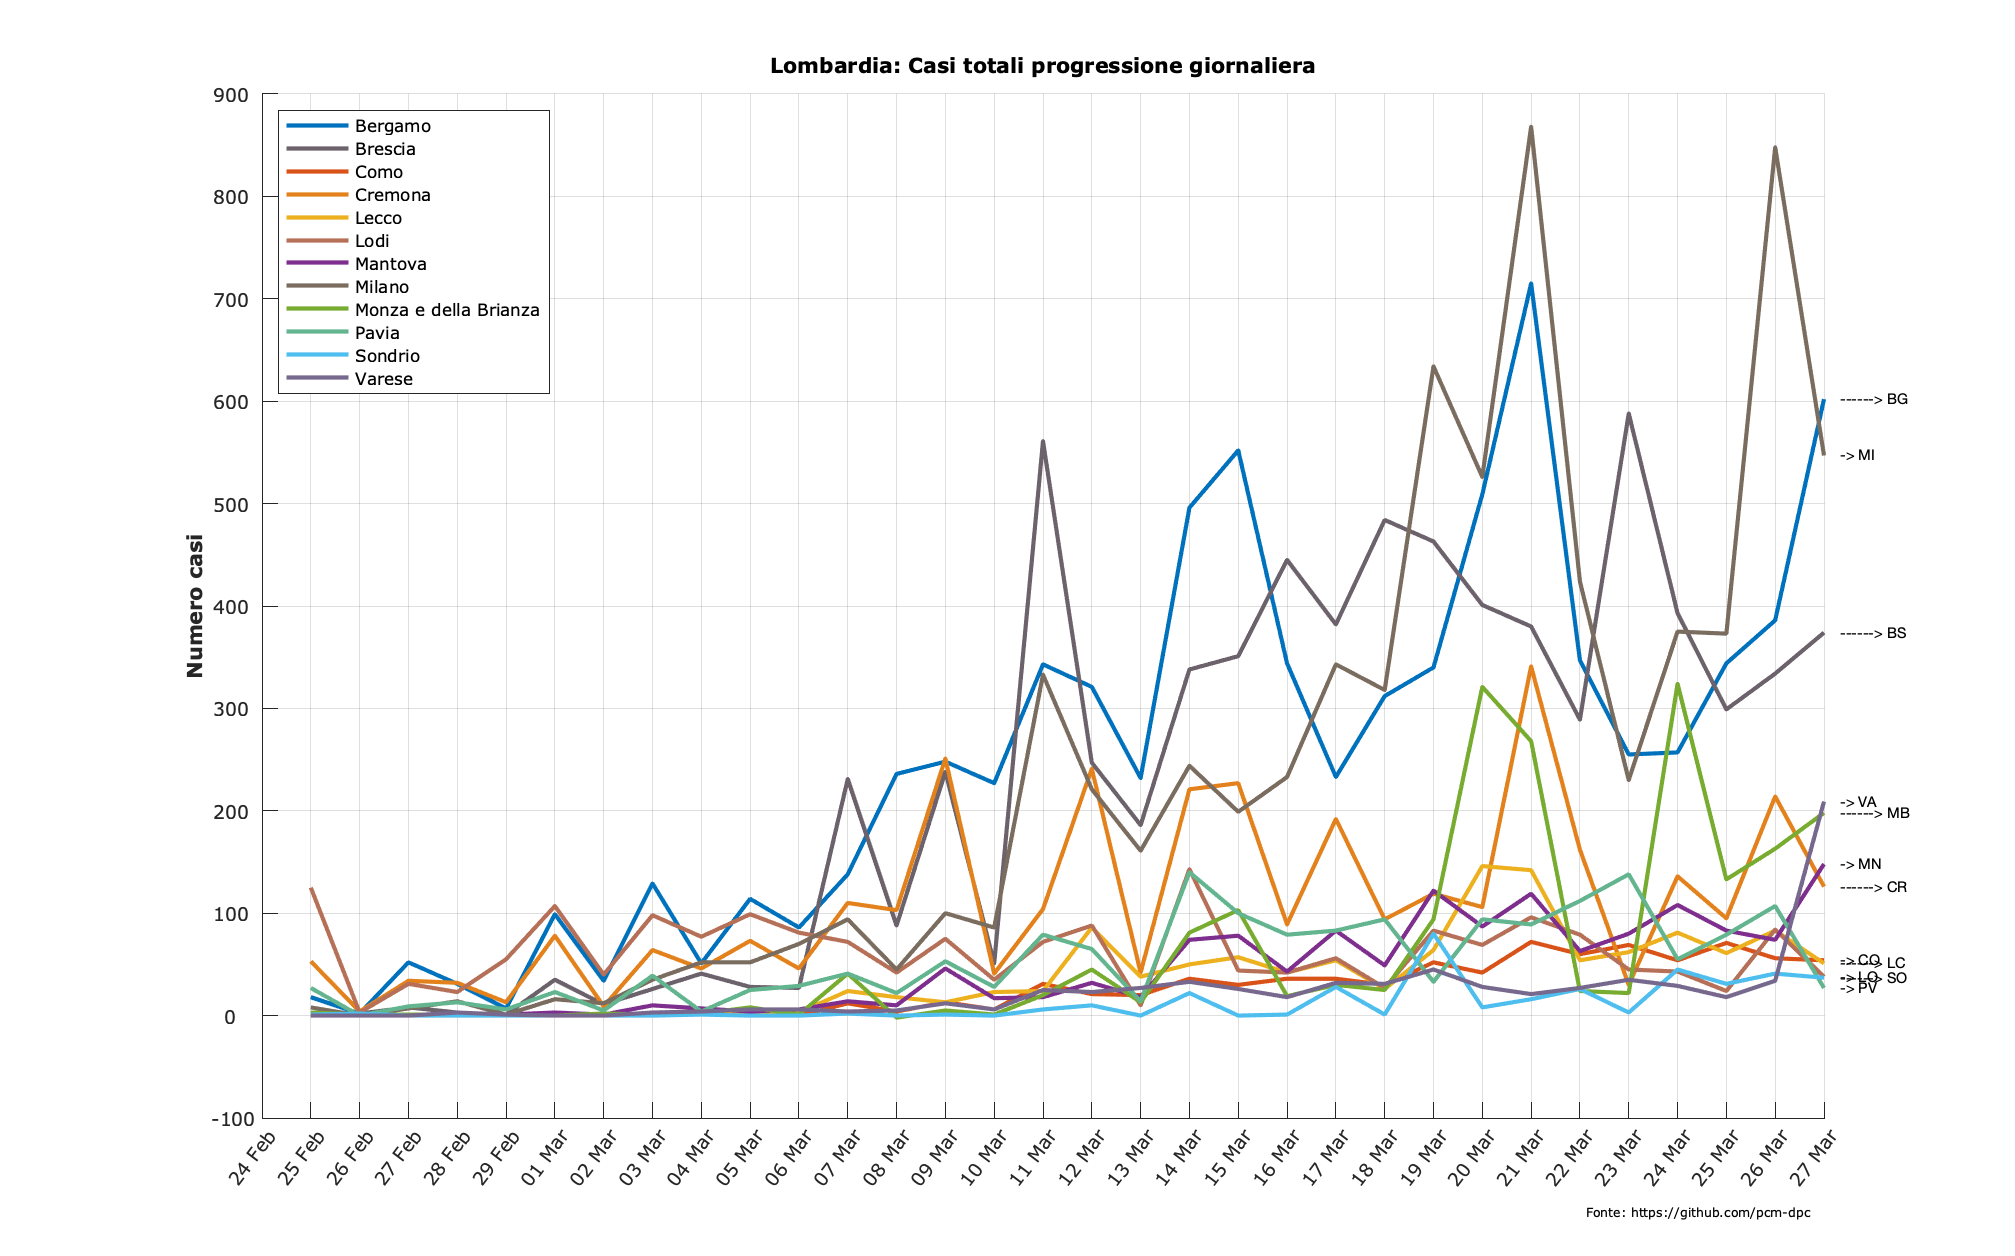 Lombardia: Casi totali progressione giornaliera
900
800
700
600
500
400
300
200
100
0
-100
Numero casi
Bergamo
Brescia
Como
Cremona
Lecco
Lodi
Mantova
Milano
Monza e della Brianza
Pavia
Sondrio
Varese
------> BG
-> MI
------> BS
-> VA
------> MB
-> MN
------> CR
-> CO
------> LC
-> LO
------> SO
-> PV
24 Feb
25 Feb
26 Feb
27 Feb
28 Feb
29 Feb
01 Mar
02 Mar
03 Mar
04 Mar
05 Mar
06 Mar
07 Mar
08 Mar
09 Mar
10 Mar
11 Mar
12 Mar
13 Mar
14 Mar
15 Mar
16 Mar
17 Mar
18 Mar
19 Mar
20 Mar
21 Mar
22 Mar
23 Mar
24 Mar
25 Mar
26 Mar
27 Mar
Fonte: https://github.com/pcm-dpc